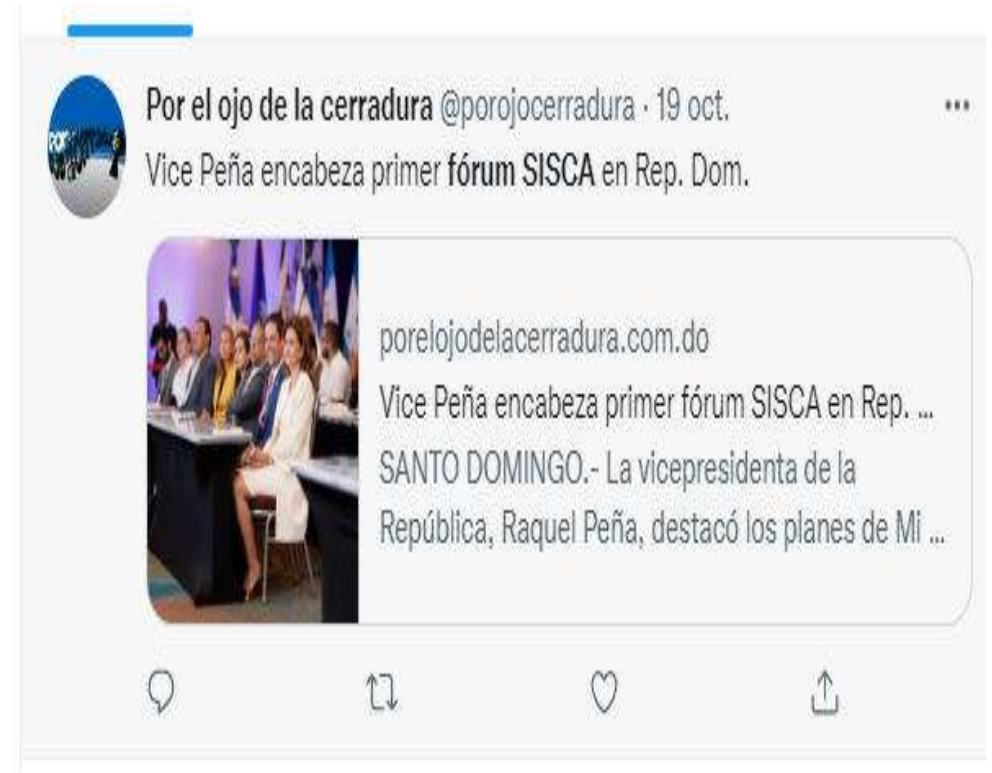 Por el ojo de la cerradura @porojocerradura · 19 oct.
Vice Peña encabeza primer fórum SISCA en Rep. Dom.
porelojodelacerradura.com.do
Vice Peña encabeza primer fórum SISCA en Rep. ...
SANTO DOMINGO.- La vicepresidenta de la
República, Raquel Peña, destacó los planes de Mi ...